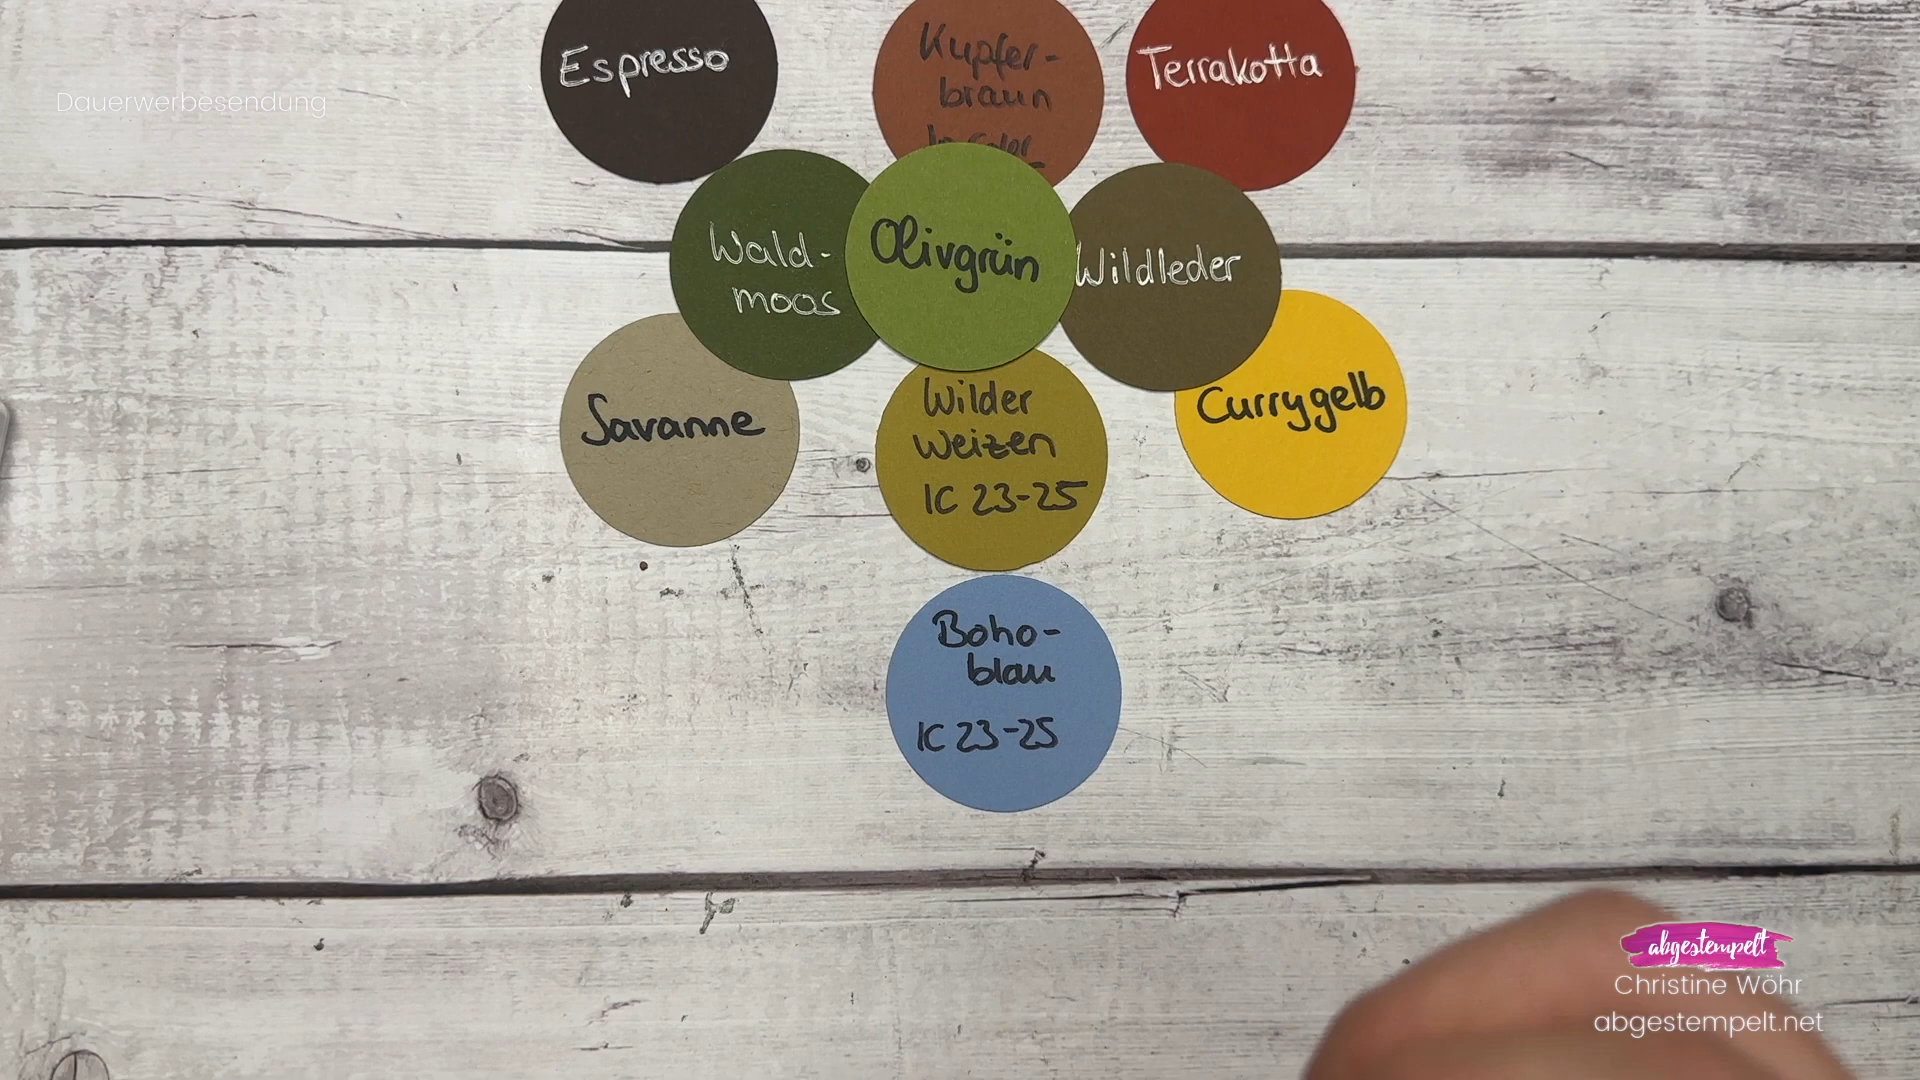 Dauerwerbesendung
Espresso
Kupfer-
braun
Terrakotta
Wald-
moos
Olivgrün
Wildleder
Savanne
Wilder
Weizen
IC 23-25
Currygelb
Boho-
blau
IC 23-25
abgestempelt
Christine Wöhr
abgestempelt.net